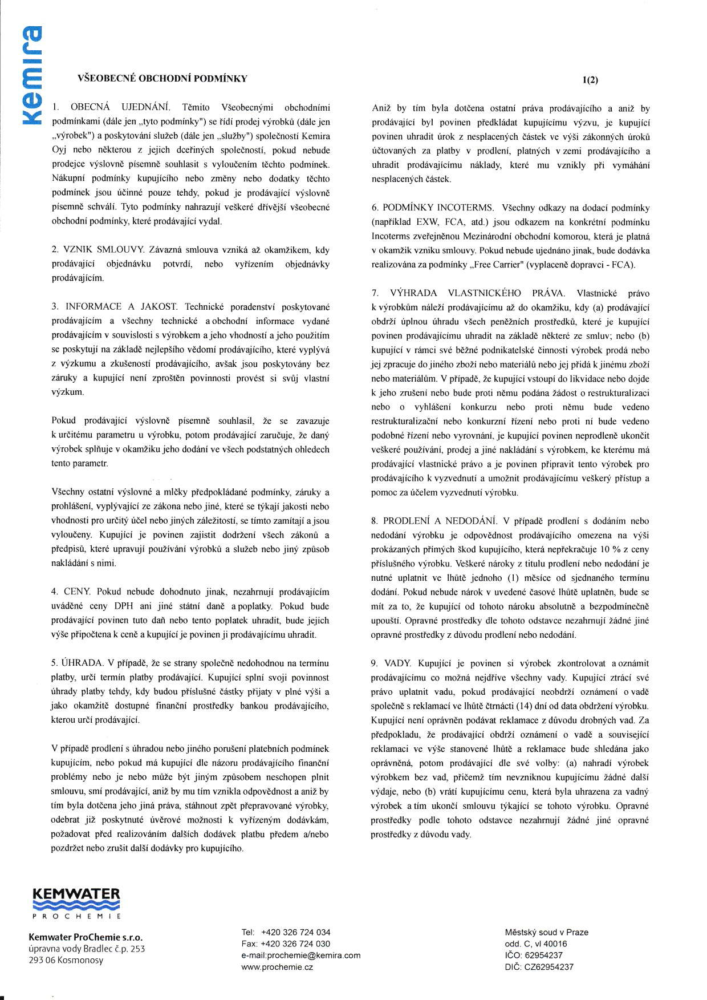 kemira
VŠEOBECNÉ OBCHODNÍ PODMÍNKY
1(2)
1. OBECNÁ UJEDNÁNÍ. Těmito Všeobecnými obchodními
podmínkami (dále jen „tyto podmínky") se řídí prodej výrobků (dále jen
„výrobek") a poskytování služeb (dále jen „služby") společností Kemira
Oyj nebo některou z jejich dceřiných společností, pokud nebude
prodejce výslovně písemně souhlasit s vyloučením těchto podmínek.
Nákupní podmínky kupujícího nebo změny nebo dodatky těchto
podmínek jsou účinné pouze tehdy, pokud je prodávající výslovně
písemně schválí. Tyto podmínky nahrazují veškeré dřívější všeobecné
obchodní podmínky, které prodávající vydal.
2. VZNIK SMLOUVY. Závazná smlouva vzniká až okamžikem, kdy
prodávající objednávku potvrdí, nebo vyřízením objednávky
prodávajícím.
3. INFORMACE A JAKOST. Technické poradenství poskytované
prodávajícím a všechny technické a obchodní informace vydané
prodávajícím v souvislosti s výrobkem a jeho vhodností a jeho použitím
se poskytují na základě nejlepšího vědomí prodávajícího, které vyplývá
z výzkumu a zkušeností prodávajícího, avšak jsou poskytovány bez
záruky a kupující není zproštěn povinnosti provést si svůj vlastní
výzkum.
Pokud prodávající výslovně písemně souhlasil, že se zavazuje
k určitému parametru u výrobku, potom prodávající zaručuje, že daný
výrobek splňuje v okamžiku jeho dodání ve všech podstatných ohledech
tento parametr.
Všechny ostatní výslovné a mlčky předpokládané podmínky, záruky a
prohlášení, vyplývající ze zákona nebo jiné, které se týkají jakosti nebo
vhodnosti pro určitý účel nebo jiných záležitostí, se tímto zamítají a jsou
vyloučeny. Kupující je povinen zajistit dodržení všech zákonů a
předpisů, které upravují používání výrobků a služeb nebo jiný způsob
nakládání s nimi.
4. CENY. Pokud nebude dohodnuto jinak, nezahrnují prodávajícím
uváděné ceny DPH ani jiné státní daně a poplatky. Pokud bude
prodávající povinen tuto daň nebo tento poplatek uhradit, bude jejich
výše připočtena k ceně a kupující je povinen ji prodávajícímu uhradit.
5. ÚHRADA. V případě, že se strany společně nedohodnou na termínu
platby, určí termín platby prodávající. Kupující splní svoji povinnost
úhrady platby tehdy, kdy budou příslušné částky přijaty v plné výši a
jako okamžitě dostupné finanční prostředky bankou prodávajícího,
kterou určí prodávající.
V případě prodlení s úhradou nebo jiného porušení platebních podmínek
kupujícím, nebo pokud má kupující dle názoru prodávajícího finanční
problémy nebo je nebo může být jiným způsobem neschopen plnit
smlouvu, smí prodávající, aniž by mu tím vznikla odpovědnost a aniž by
tím byla dotčena jeho jiná práva, stáhnout zpět přepravované výrobky,
odebrat již poskytnuté úvěrové možnosti k vyřízeným dodávkám,
požadovat před realizováním dalších dodávek platbu předem a/nebo
pozdržet nebo zrušit další dodávky pro kupujícího.
Aniž by tím byla dotčena ostatní práva prodávajícího a aniž by
prodávající byl povinen předkládat kupujícímu výzvu, je kupující
povinen uhradit úrok z nesplacených částek ve výši zákonných úroků
účtovaných za platby v prodlení, platných v zemi prodávajícího a
uhradit prodávajícímu náklady, které mu vznikly při vymáhání
nesplacených částek.
6. PODMÍNKY INCOTERMS. Všechny odkazy na dodací podmínky
(například EXW, FCA, atd.) jsou odkazem na konkrétní podmínku
Incoterms zveřejněnou Mezinárodní obchodní komorou, která je platná
v okamžik vzniku smlouvy. Pokud nebude ujednáno jinak, bude dodávka
realizována za podmínky „Free Carrier" (vyplaceně dopravci - FCA).
7. VÝHRADA VLASTNICKÉHO PRÁVA. Vlastnické právo
k výrobkům náleží prodávajícímu až do okamžiku, kdy (a) prodávající
obdrží úplnou úhradu všech peněžních prostředků, které je kupující
povinen prodávajícímu uhradit na základě některé ze smluv; nebo (b)
kupující v rámci své běžné podnikatelské činnosti výrobek prodá nebo
jej zpracuje do jiného zboží nebo materiálů nebo jej přidá k jinému zboží
nebo materiálům. V případě, že kupující vstoupí do likvidace nebo dojde
k jeho zrušení nebo bude proti němu podána žádost o restrukturalizaci
nebo o vyhlášení konkurzu nebo proti němu bude vedeno
restrukturalizační nebo konkurzní řízení nebo proti ní bude vedeno
podobné řízení nebo vyrovnání, je kupující povinen neprodleně ukončit
veškeré používání, prodej a jiné nakládání s výrobkem, ke kterému má
prodávající vlastnické právo a je povinen připravit tento výrobek pro
prodávajícího k vyzvednutí a umožnit prodávajícímu veškerý přístup a
pomoc za účelem vyzvednutí výrobku.
8. PRODLENÍ A NEDODÁNÍ. V případě prodlení s dodáním nebo
nedodání výrobku je odpovědnost prodávajícího omezena na výši
prokázaných přímých škod kupujícího, která nepřekračuje 10 % z ceny
příslušného výrobku. Veškeré nároky z titulu prodlení nebo nedodání je
nutné uplatnit ve lhůtě jednoho (1) měsíce od sjednaného termínu
dodání. Pokud nebude nárok v uvedené časové lhůtě uplatněn, bude se
mít za to, že kupující od tohoto nároku absolutně a bezpodmínečně
upouští. Opravné prostředky dle tohoto odstavce nezahrnují žádné jiné
opravné prostředky z důvodu prodlení nebo nedodání.
9. VADY. Kupující je povinen si výrobek zkontrolovat a oznámit
prodávajícímu co možná nejdříve všechny vady. Kupující ztrácí své
právo uplatnit vadu, pokud prodávající neobdrží oznámení o vadě
společně s reklamací ve lhůtě čtrnácti (14) dní od data obdržení výrobku.
Kupující není oprávněn podávat reklamace z důvodu drobných vad. Za
předpokladu, že prodávající obdrží oznámení o vadě a související
reklamaci ve výše stanovené lhůtě a reklamace bude shledána jako
oprávněná, potom prodávající dle své volby: (a) nahradí výrobek
výrobkem bez vad, přičemž tím nevzniknou kupujícímu žádné další
výdaje, nebo (b) vrátí kupujícímu cenu, která byla uhrazena za vadný
výrobek a tím ukončí smlouvu týkající se tohoto výrobku. Opravné
prostředky podle tohoto odstavce nezahrnují žádné jiné opravné
prostředky z důvodu vady.
KEMWATER
PROCHEMIE
Kemwater ProChemie s.r.o.
úpravna vody Bradlec č.p. 253
293 06 Kosmonosy
Tel: +420 326 724 034
Fax: +420 326 724 030
e-mail:prochemie@kemira.com
www.prochemie.cz
Městský soud v Praze
odd. C, vl 40016
IČO: 62954237
DIČ: CZ62954237